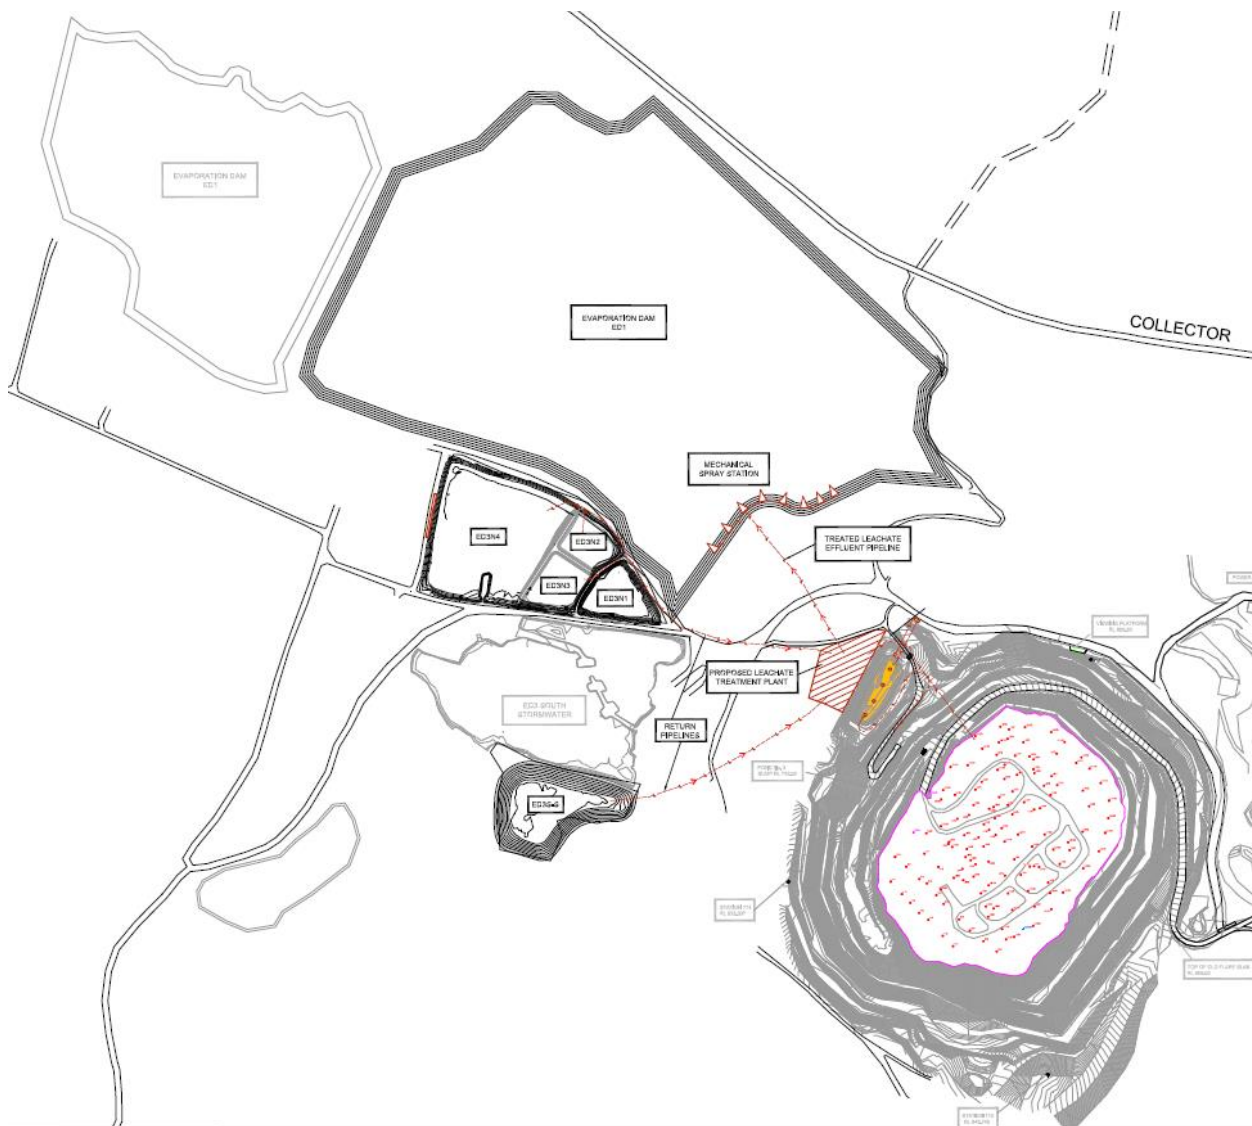 EVAPORATION DAM
ED1
EVAPORATION DAM
ED1
COLLECTOR
MECHANICAL
SPRAY STATION
ED3N4
ED3N2
TREATED LEACHATE
EFFLUENT PIPELINE
ED3N3
ED3N1
PROPOSED LEACHATE
TREATMENT PLANT
ED3 SOUTH
STORMWATER
RETURN
PIPELINES
ED3S-S